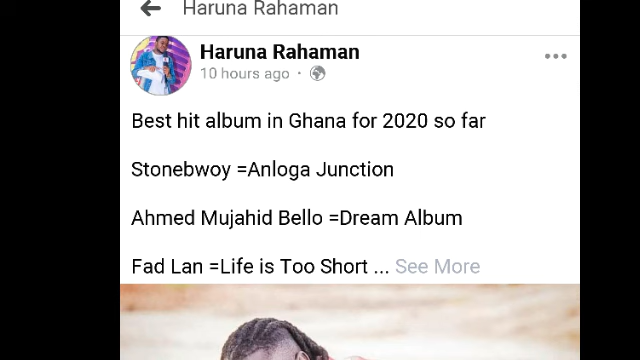 Haruna Rahaman
Haruna Rahaman
10 hours ago ·
Best hit album in Ghana for 2020 so far
Stonebwoy =Anloga Junction
Ahmed Mujahid Bello =Dream Album
Fad Lan =Life is Too Short ... See More